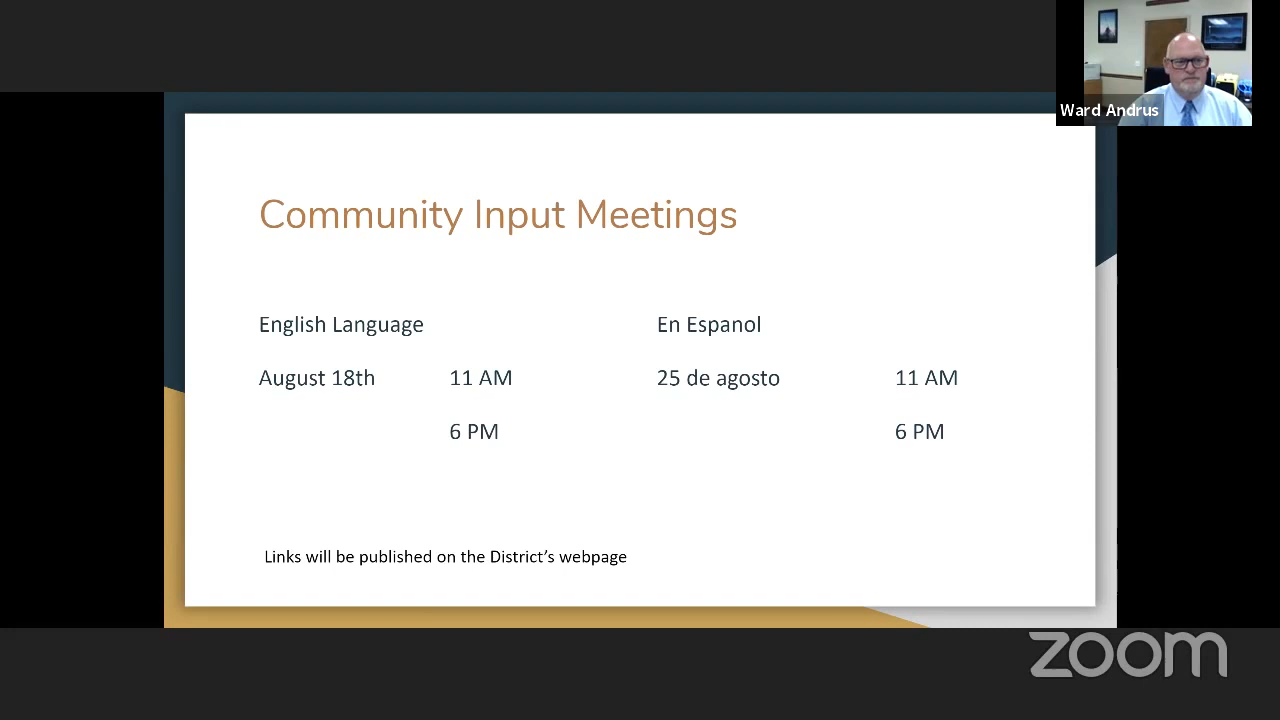 Ward Andrus
Community Input Meetings
English Language
En Espanol
August 18th 11 AM
25 de agosto 11 AM
6 PM
6 PM
Links will be published on the District's webpage
zoom